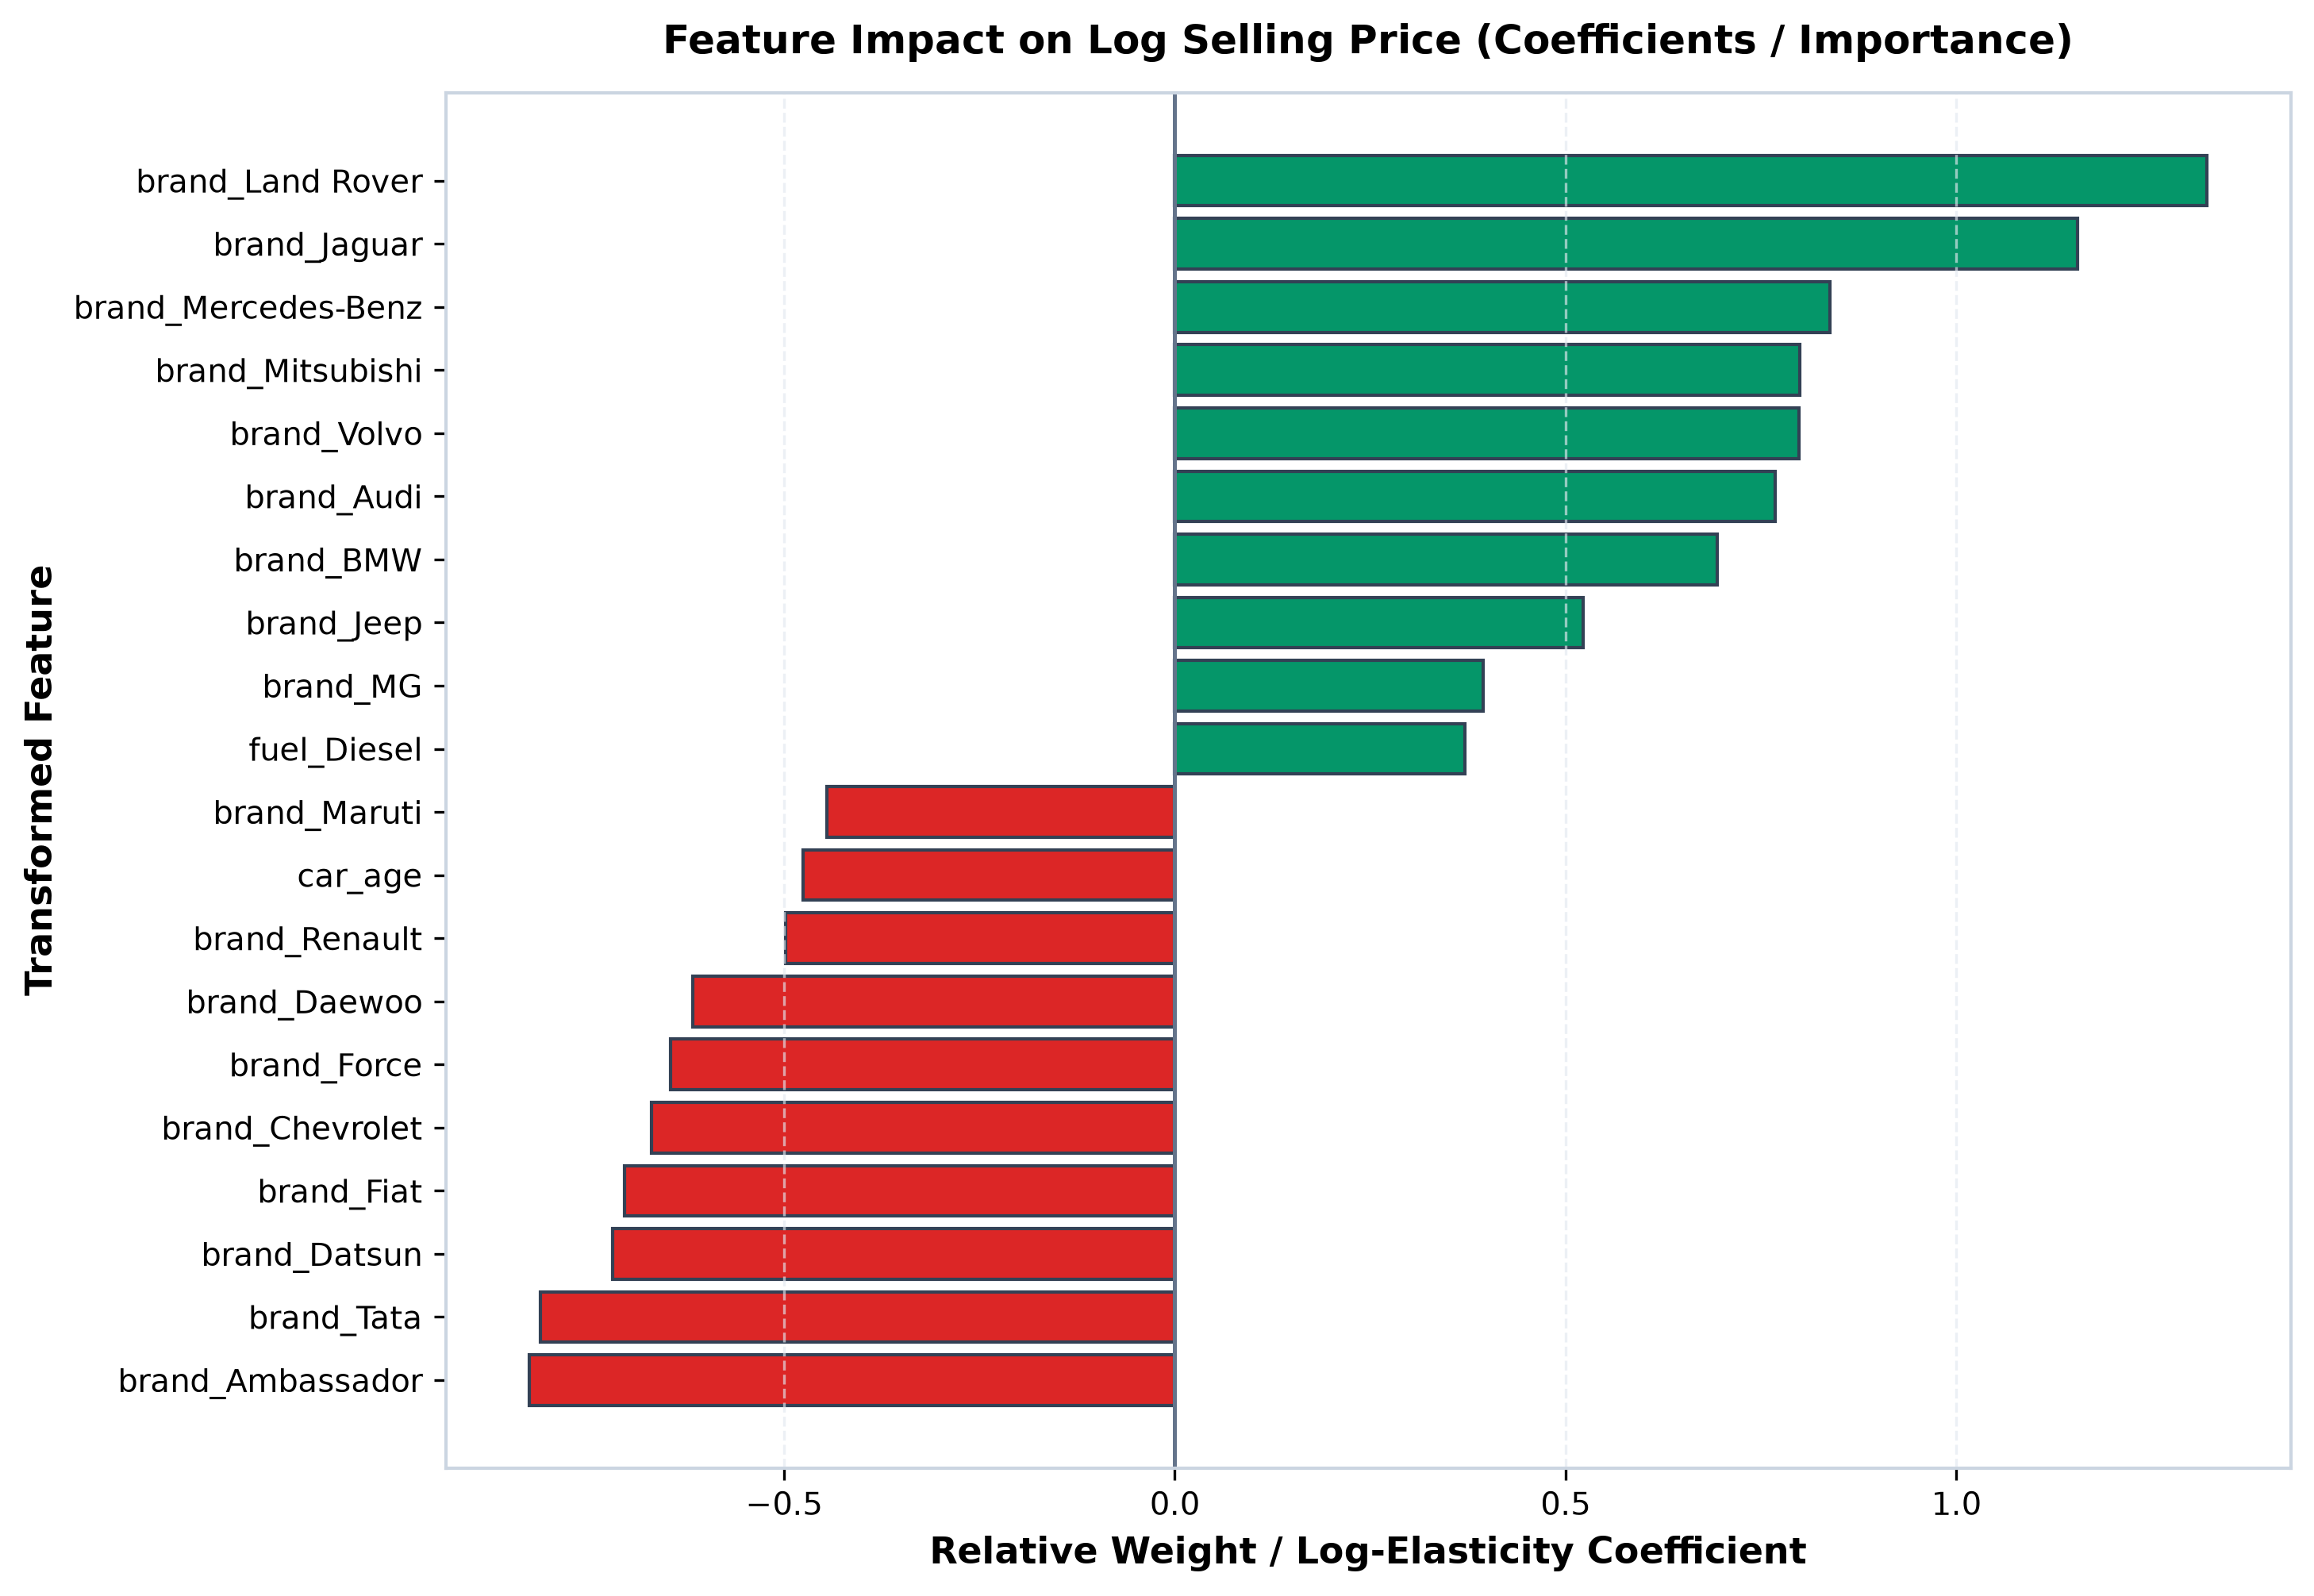 Feature Impact on Log Selling Price (Coefficients / Importance)
Transformed Feature
brand_Land Rover
brand_Jaguar
brand_Mercedes-Benz
brand_Mitsubishi
brand_Volvo
brand_Audi
brand_BMW
brand_Jeep
brand_MG
fuel_Diesel
brand_Maruti
car_age
brand_Renault
brand_Daewoo
brand_Force
brand_Chevrolet
brand_Fiat
brand_Datsun
brand_Tata
brand_Ambassador
−0.5 0.0 0.5 1.0
Relative Weight / Log-Elasticity Coefficient